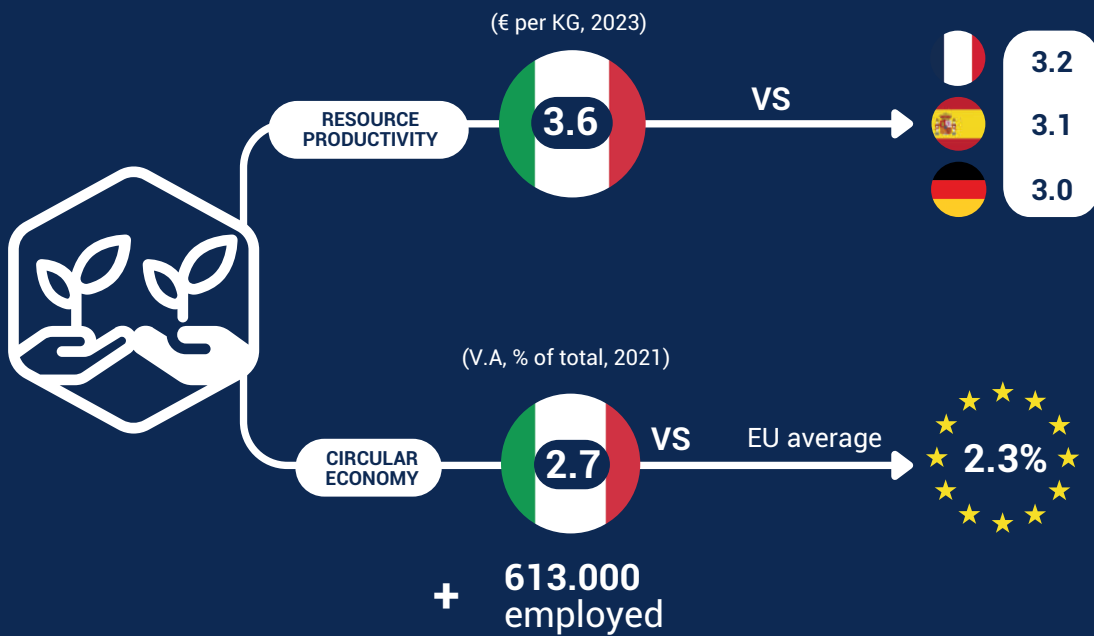 (€ per KG, 2023)
RESOURCE
PRODUCTIVITY
3.6
VS
3.2
3.1
3.0
(V.A, % of total, 2021)
CIRCULAR
ECONOMY
2.7
VS
EU average
2.3%
+
613.000
employed